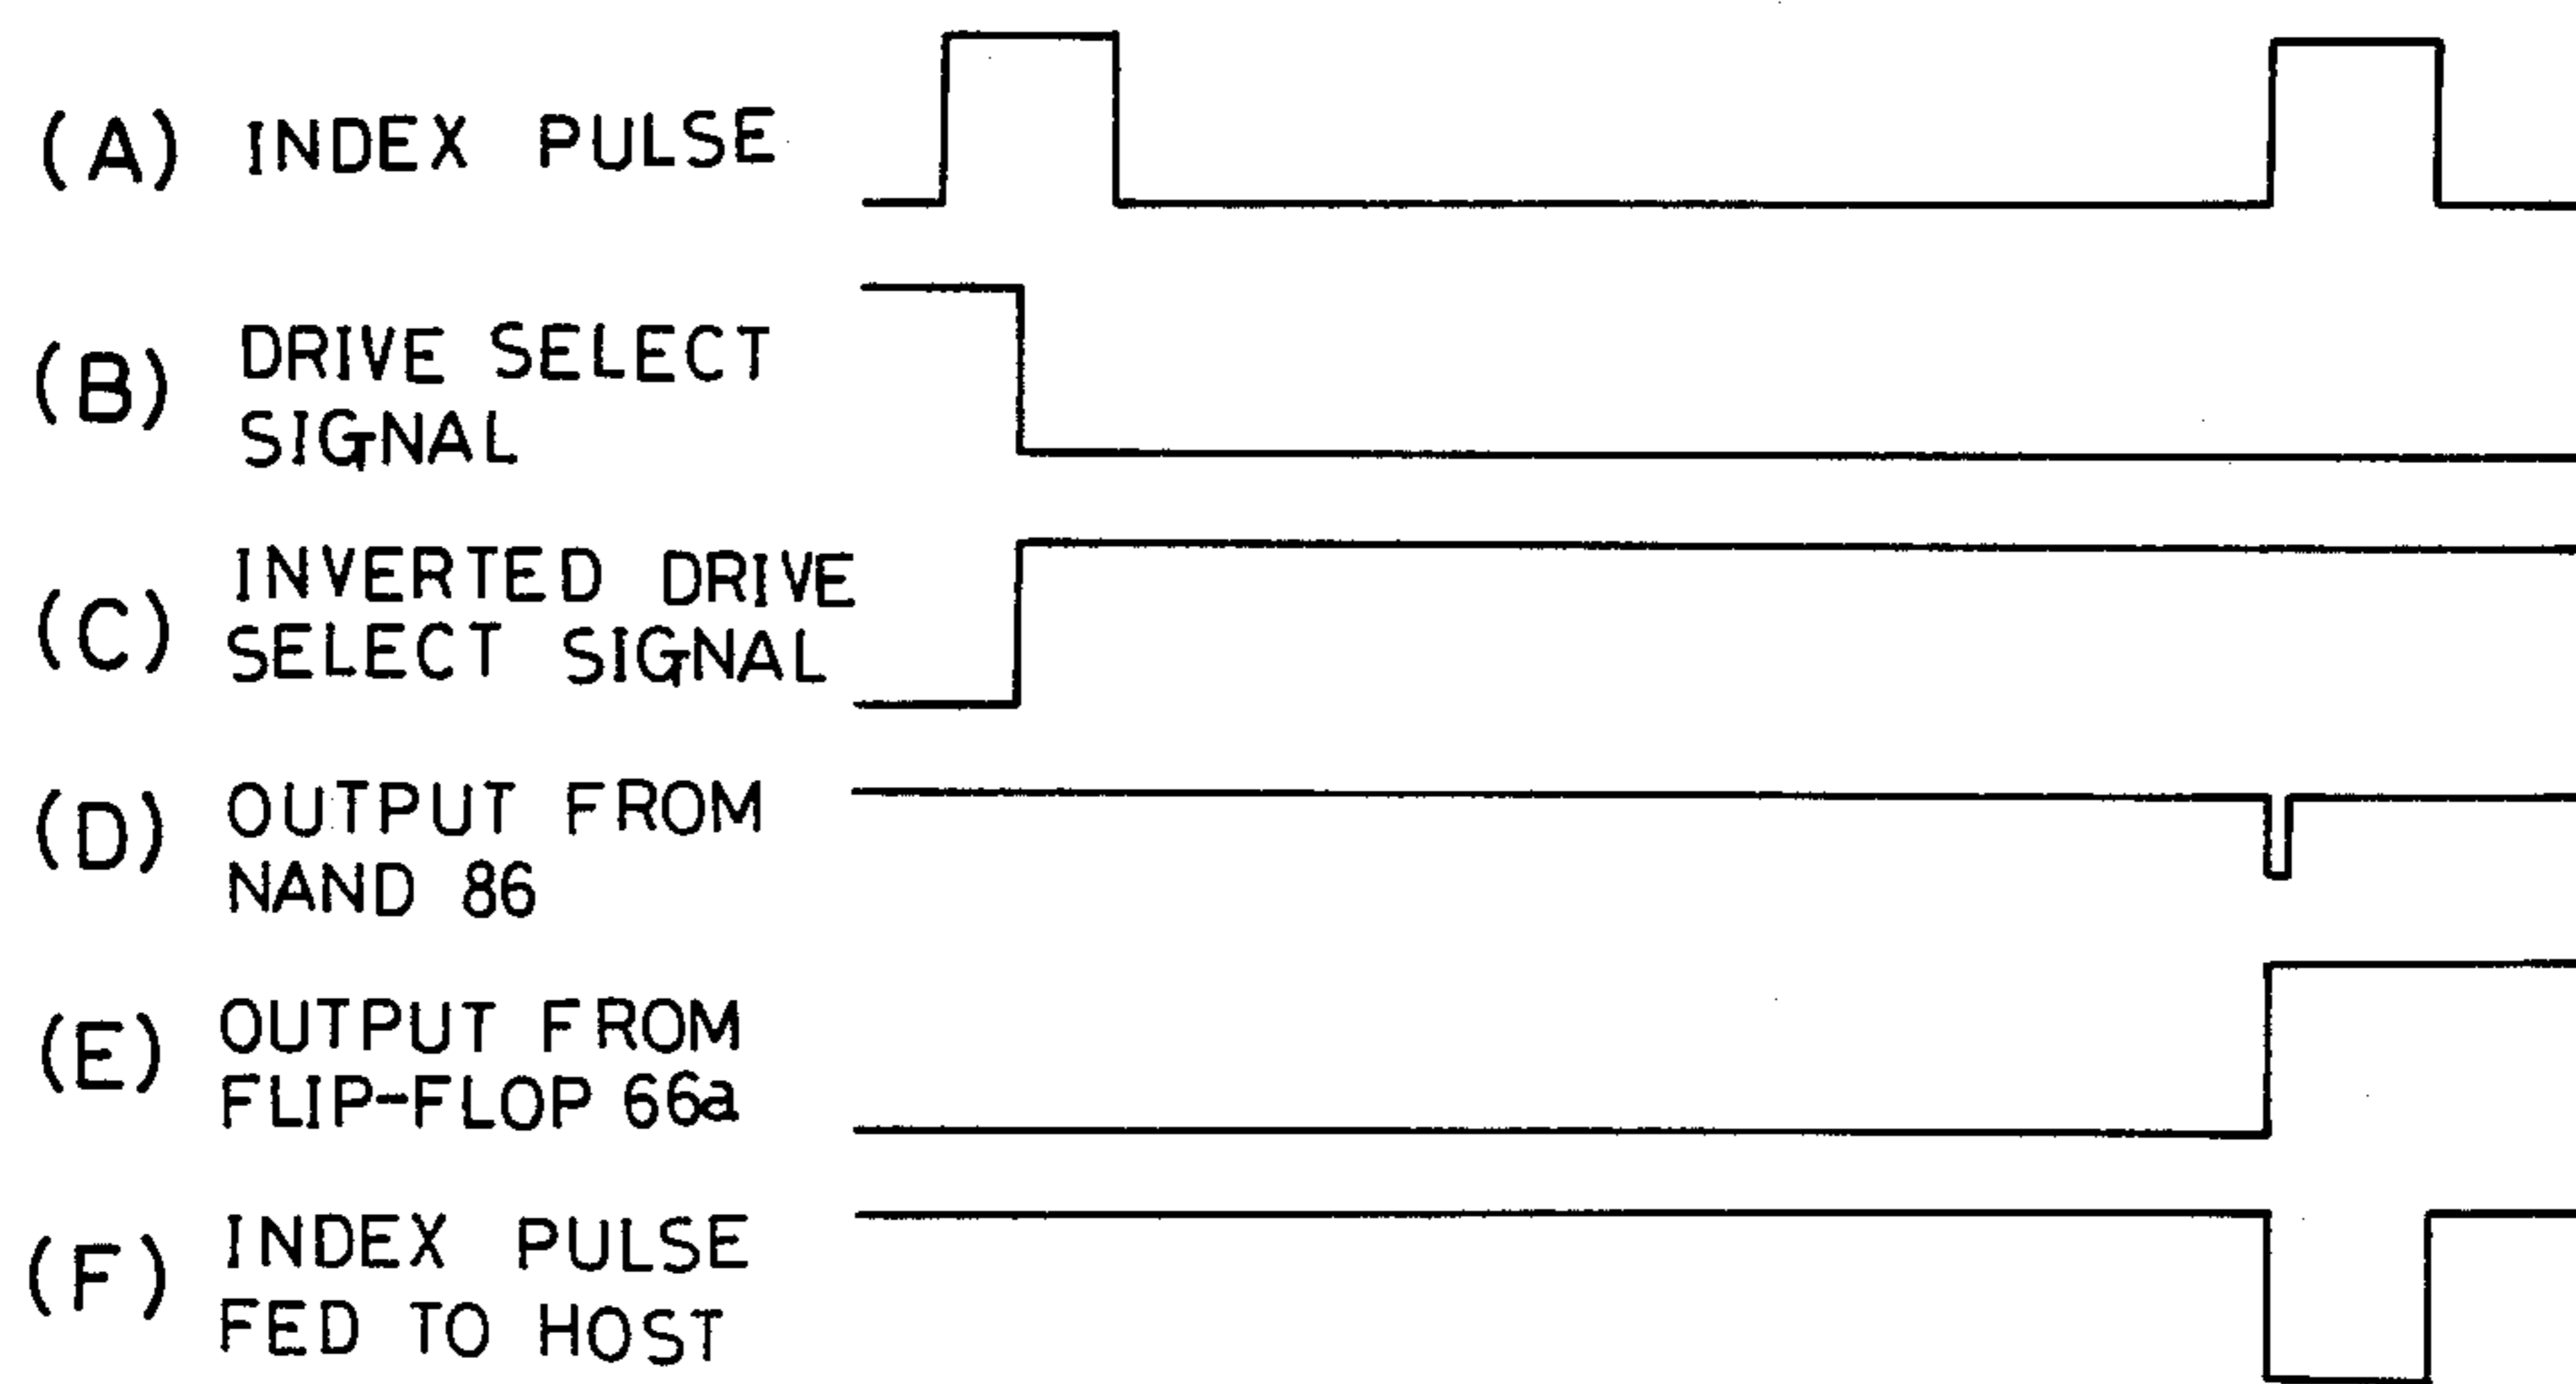 (A) INDEX PULSE
(B) DRIVE SELECT
SIGNAL
(C) INVERTED DRIVE
SELECT SIGNAL
(D) OUTPUT FROM
NAND 86
(E) OUTPUT FROM
FLIP-FLOP 66a
(F) INDEX PULSE
FED TO HOST